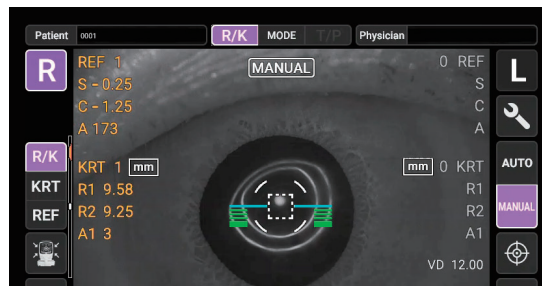 Patient 0001 R/K MODE T/P Physician
R REF 1 MANUAL 0 REF L
S - 0.25 S
C - 1.25 C
A 173 A
R/K KRT 1 mm mm 0 KRT AUTO
KRT R1 9.58 R1
REF R2 9.25 R2 MANUAL
A1 3 A1
VD 12.00